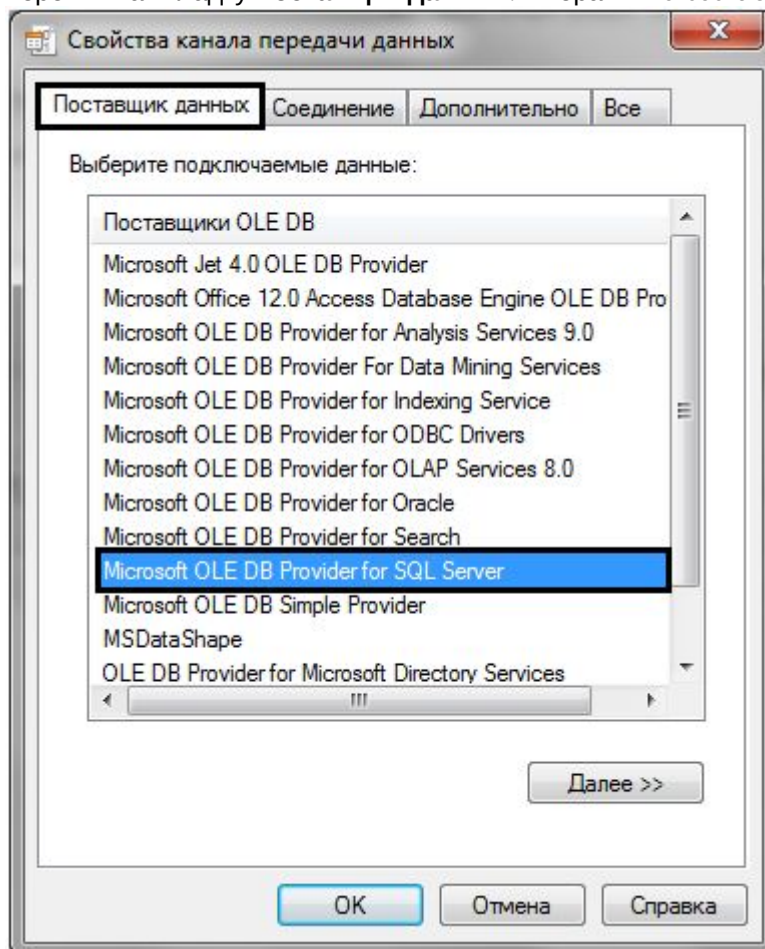 Свойства канала передачи данных
Поставщик данных Соединение Дополнительно Все
Выберите подключаемые данные:
Поставщики OLE DB
Microsoft Jet 4.0 OLE DB Provider
Microsoft Office 12.0 Access Database Engine OLE DB Pro
Microsoft OLE DB Provider for Analysis Services 9.0
Microsoft OLE DB Provider For Data Mining Services
Microsoft OLE DB Provider for Indexing Service
Microsoft OLE DB Provider for ODBC Drivers
Microsoft OLE DB Provider for OLAP Services 8.0
Microsoft OLE DB Provider for Oracle
Microsoft OLE DB Provider for Search
Microsoft OLE DB Provider for SQL Server
Microsoft OLE DB Simple Provider
MSDataShape
OLE DB Provider for Microsoft Directory Services
Далее >>
OK Отмена Справка